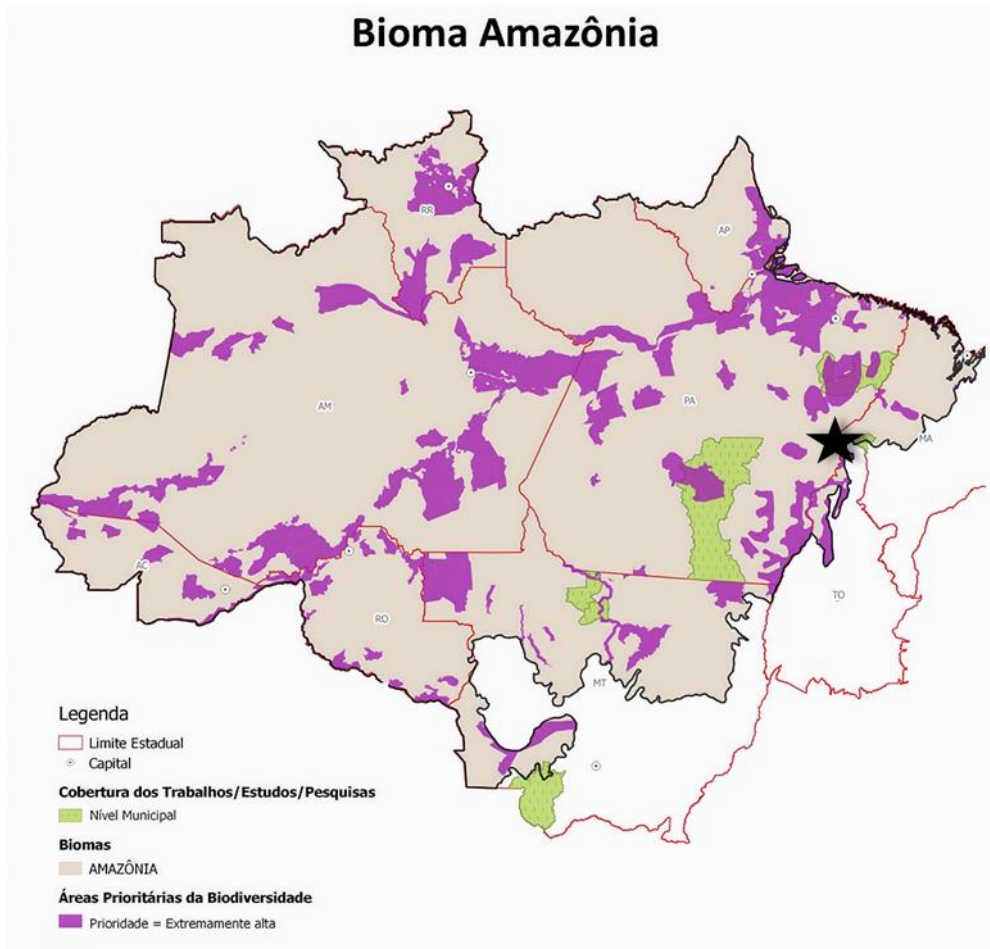 Bioma Amazônia
RR
AP
AM
PA
MA
AC
RO
TO
MT
Legenda
Limite Estadual
Capital
Cobertura dos Trabalhos/Estudos/Pesquisas
Nível Municipal
Biomas
AMAZÔNIA
Áreas Prioritárias da Biodiversidade
Prioridade = Extremamente alta